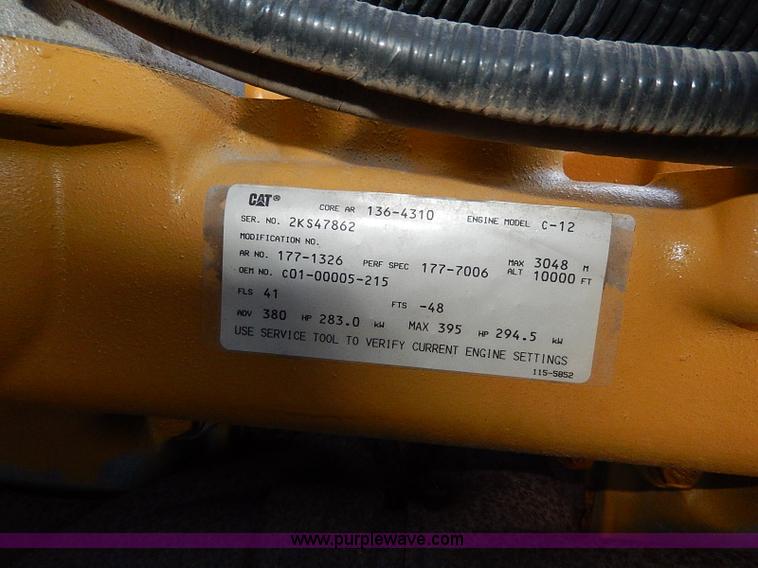 CAT® CORE AR 136-4310 ENGINE MODEL C-12
SER. NO. 2KS47862
MODIFICATION NO.
AR NO. 177-1326 PERF SPEC 177-7006 MAX ALT 3048 M 10000 FT
OEM NO. C01-00005-215
FLS 41 FTS -48
ADV 380 HP 283.0 kW MAX 395 HP 294.5 kW
USE SERVICE TOOL TO VERIFY CURRENT ENGINE SETTINGS
115-5852
www.purplewave.com